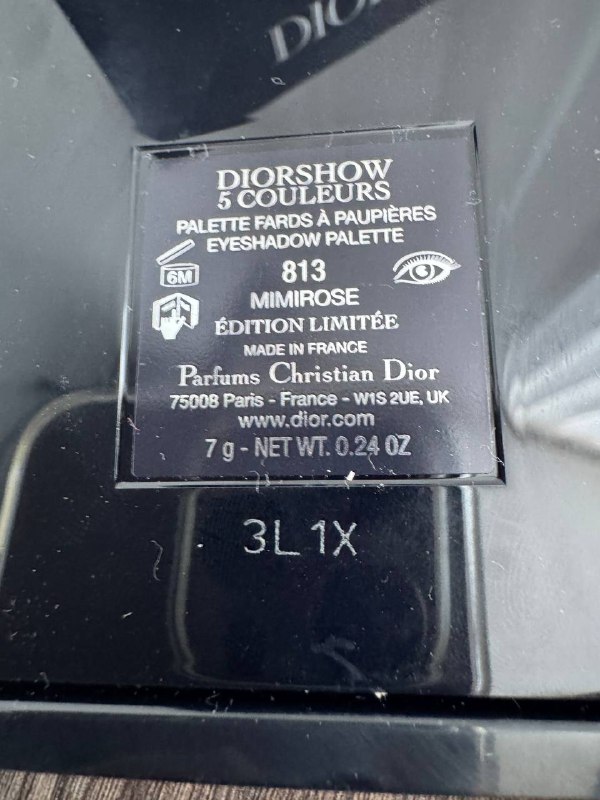 DIOR
DIORSHOW
5 COULEURS
PALETTE FARDS À PAUPIÈRES
EYESHADOW PALETTE
813
6M
MIMIROSE
ÉDITION LIMITÉE
MADE IN FRANCE
Parfums Christian Dior
75008 Paris - France - W1S 2UE, UK
www.dior.com
7 g - NET WT. 0.24 OZ
3L1X